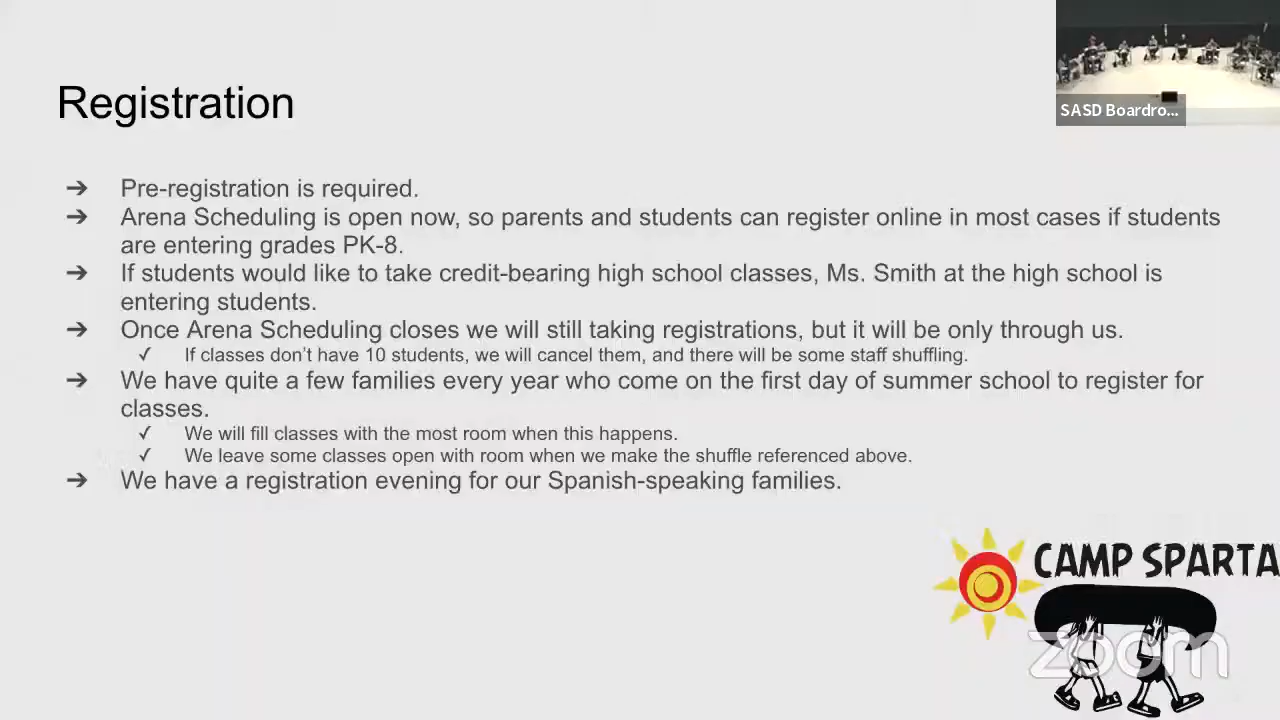 SASD Boardro...
Registration
➔ Pre-registration is required.
➔ Arena Scheduling is open now, so parents and students can register online in most cases if students
are entering grades PK-8.
➔ If students would like to take credit-bearing high school classes, Ms. Smith at the high school is
entering students.
➔ Once Arena Scheduling closes we will still taking registrations, but it will be only through us.
✓ If classes don't have 10 students, we will cancel them, and there will be some staff shuffling.
➔ We have quite a few families every year who come on the first day of summer school to register for
classes.
✓ We will fill classes with the most room when this happens.
✓ We leave some classes open with room when we make the shuffle referenced above.
➔ We have a registration evening for our Spanish-speaking families.
CAMP SPARTA
zoom